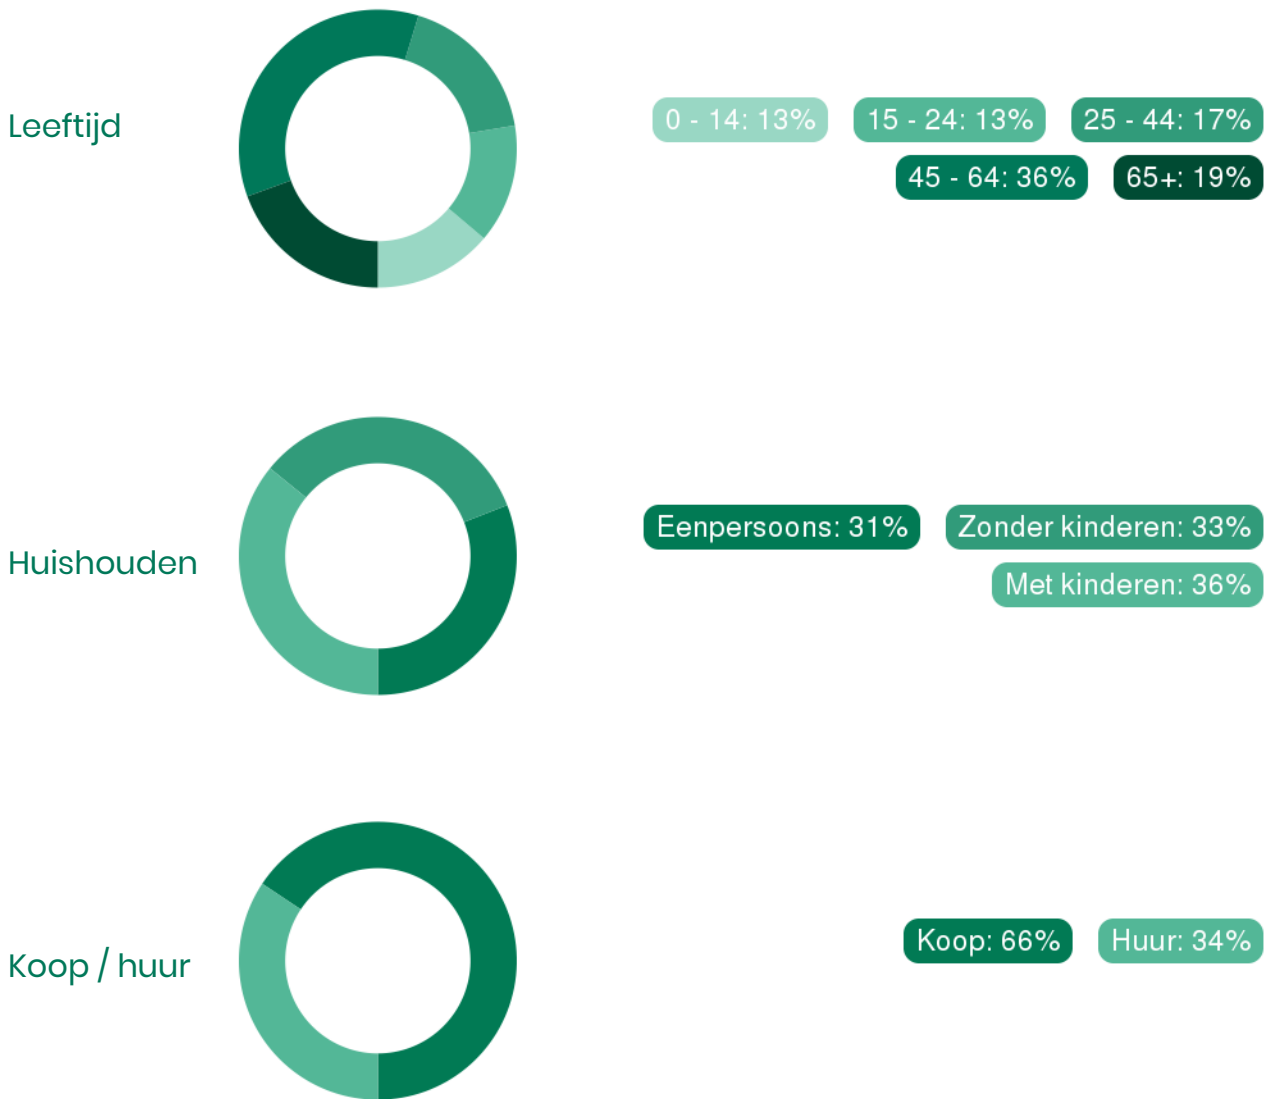 Leeftijd
0 - 14: 13% 15 - 24: 13% 25 - 44: 17%
45 - 64: 36% 65+: 19%
Huishouden
Eenpersoons: 31% Zonder kinderen: 33%
Met kinderen: 36%
Koop / huur
Koop: 66% Huur: 34%